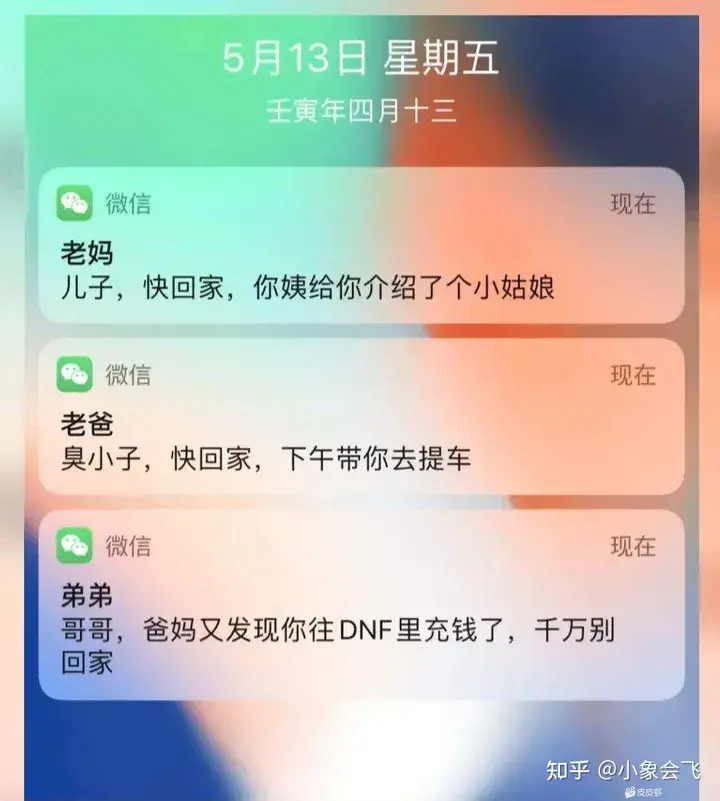 5月13日 星期五
壬寅年四月十三
微信 现在
老妈
儿子，快回家，你姨给你介绍了个小姑娘
微信 现在
老爸
臭小子，快回家，下午带你去提车
微信 现在
弟弟
哥哥，爸妈又发现你往DNF里充钱了，千万别
回家
知乎 @小象会飞
皮皮虾